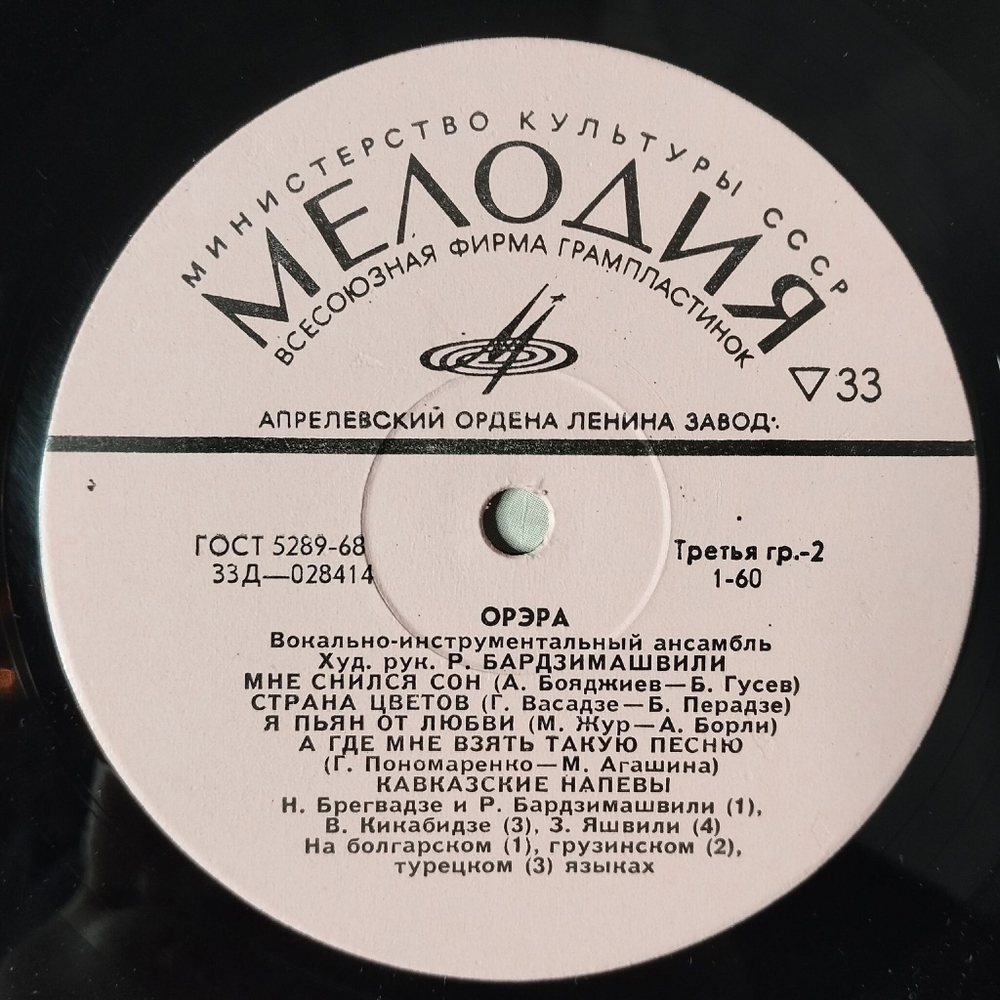 МИНИСТЕРСТВО КУЛЬТУРЫ СССР
МЕЛОДИЯ
ВСЕСОЮЗНАЯ ФИРМА ГРАМПЛАСТИНОК
▽33
АПРЕЛЕВСКИЙ ОРДЕНА ЛЕНИНА ЗАВОД
ГОСТ 5289-68
33Д—028414
Третья гр.-2
1-60
ОРЭРА
Вокально-инструментальный ансамбль
Худ. рук. Р. БАРДЗИМАШВИЛИ
МНЕ СНИЛСЯ СОН (А. Бояджиев—Б. Гусев)
СТРАНА ЦВЕТОВ (Г. Васадзе—Б. Перадзе)
Я ПЬЯН ОТ ЛЮБВИ (М. Жур—А. Борли)
А ГДЕ МНЕ ВЗЯТЬ ТАКУЮ ПЕСНЮ
(Г. Пономаренко—М. Агашина)
КАВКАЗСКИЕ НАПЕВЫ
Н. Брегвадзе и Р. Бардзимашвили (1),
В. Кикабидзе (3), З. Яшвили (4)
На болгарском (1), грузинском (2),
турецком (3) языках